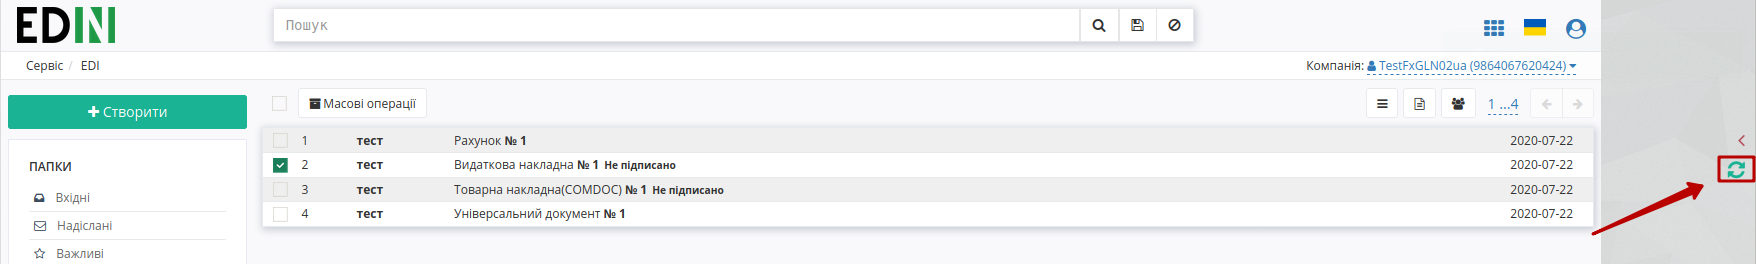 EDIN
Пошук
Сервіс / EDI
Компанія: TestFxGLN02ua (9864067620424)
Створити
Масові операції
1 ...4
1 тест Рахунок № 1 2020-07-22
2 тест Видаткова накладна № 1 Не підписано 2020-07-22
3 тест Товарна накладна(COMDOC) № 1 Не підписано 2020-07-22
4 тест Універсальний документ № 1 2020-07-22
ПАПКИ
Вхідні
Надіслані
Важливі